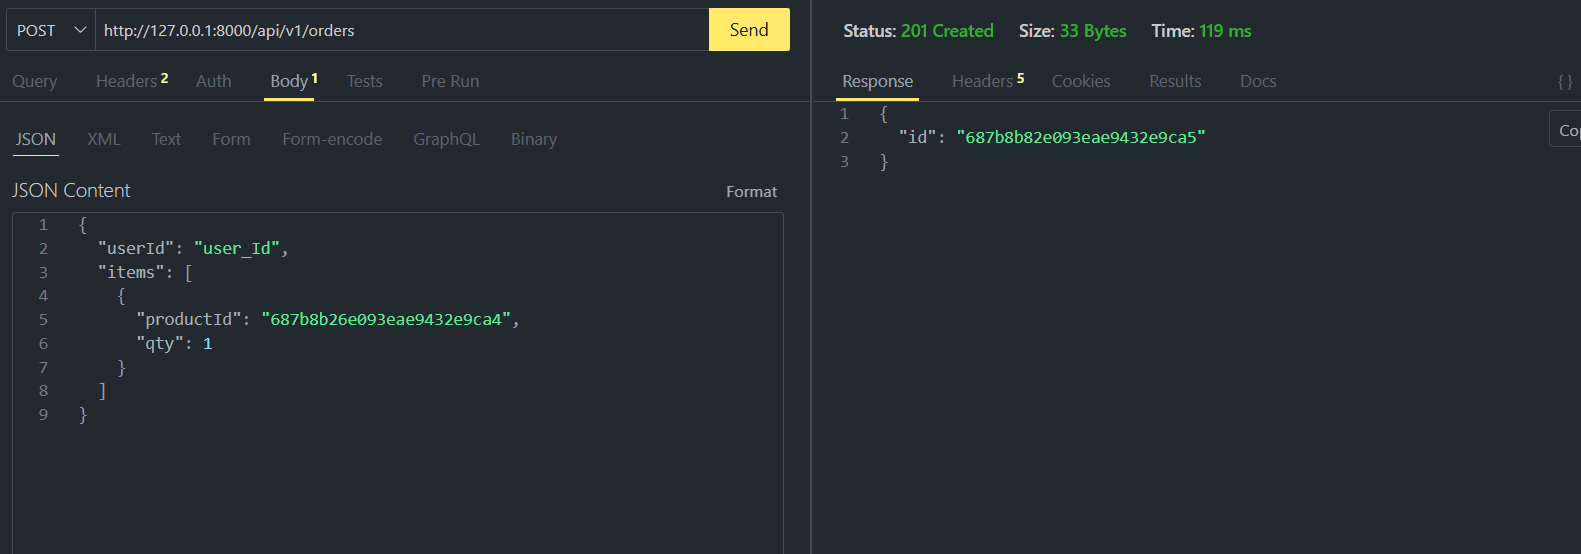 POST http://127.0.0.1:8000/api/v1/orders Send
Query Headers 2 Auth Body 1 Tests Pre Run
JSON XML Text Form Form-encode GraphQL Binary
JSON Content Format
1 {
2 "userId": "user_Id",
3 "items": [
4 {
5 "productId": "687b8b26e093eae9432e9ca4",
6 "qty": 1
7 }
8 ]
9 }
Status: 201 Created Size: 33 Bytes Time: 119 ms
Response Headers 5 Cookies Results Docs { }
1 {
2 "id": "687b8b82e093eae9432e9ca5"
3 }